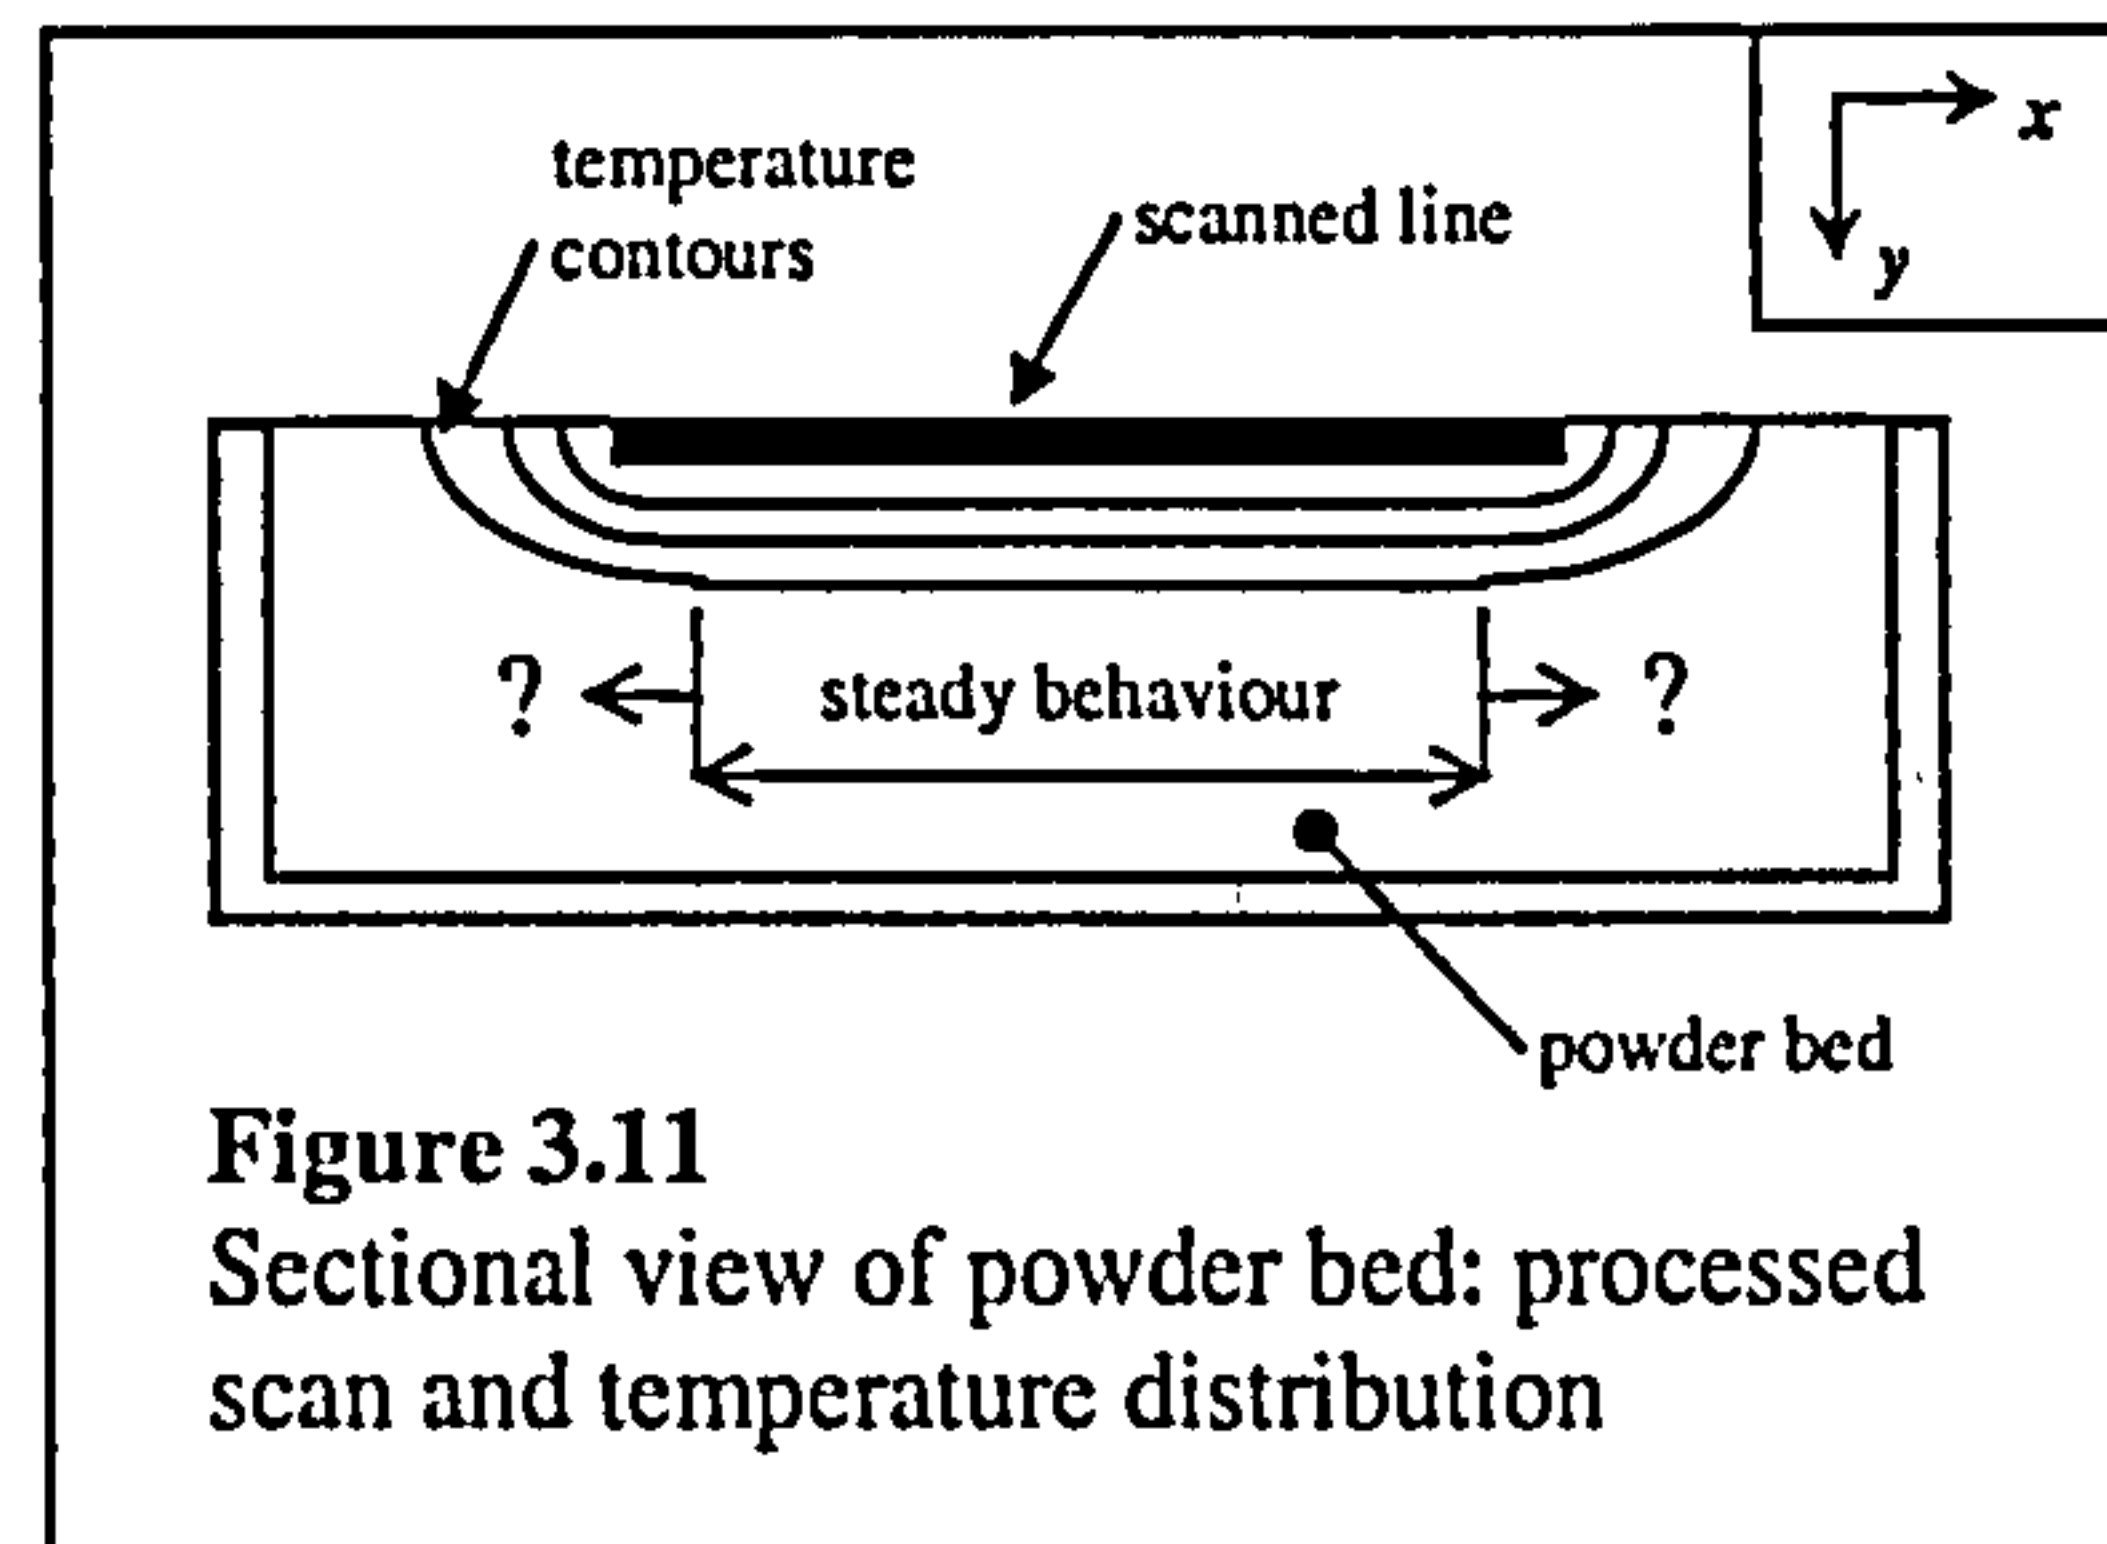 x
y
temperature
contours
scanned line
? steady behaviour ?
powder bed
Figure 3.11
Sectional view of powder bed: processed
scan and temperature distribution